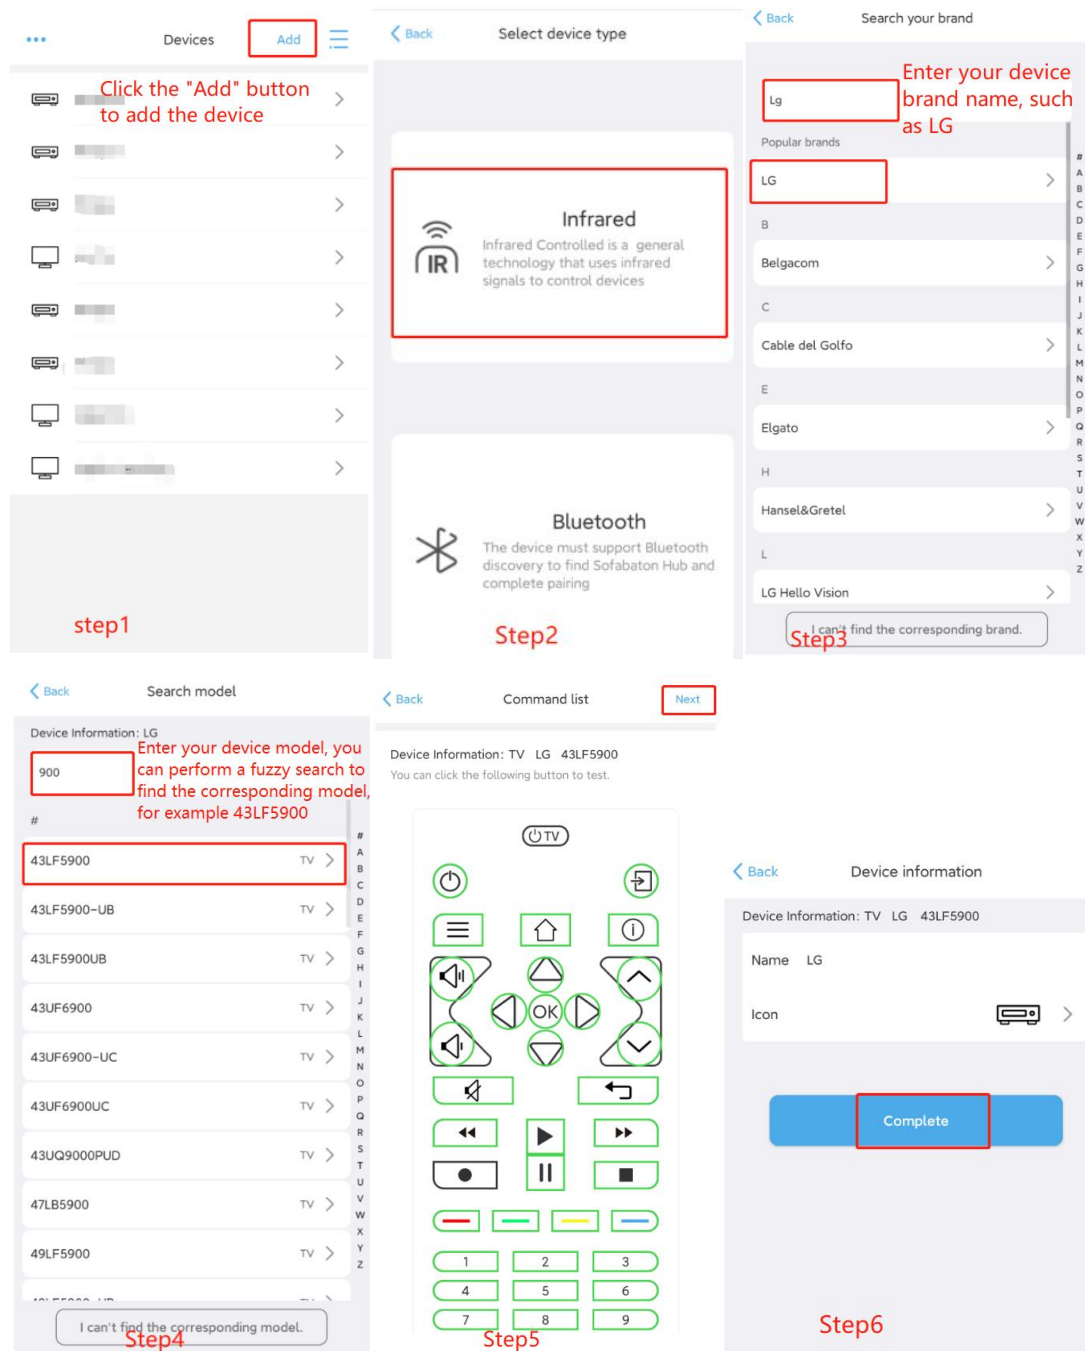 Devices
Add
Click the "Add" button
to add the device
step1
Back
Select device type
Infrared
Infrared Controlled is a general
technology that uses infrared
signals to control devices
IR
Bluetooth
The device must support Bluetooth
discovery to find Sofabaton Hub and
complete pairing
Step2
Back
Search your brand
Lg
Enter your device
brand name, such
as LG
Popular brands
LG
B
Belgacom
C
Cable del Golfo
E
Elgato
H
Hansel&Gretel
L
LG Hello Vision
I can't find the corresponding brand.
Step3
#
A
B
C
D
E
F
G
H
I
J
K
L
M
N
O
P
Q
R
S
T
U
V
W
X
Y
Z
Back
Search model
Device Information: LG
900
Enter your device model, you
can perform a fuzzy search to
find the corresponding model,
for example 43LF5900
#
43LF5900 TV
43LF5900-UB TV
43LF5900UB TV
43UF6900 TV
43UF6900-UC TV
43UF6900UC TV
43UQ9000PUD TV
47LB5900 TV
49LF5900 TV
I can't find the corresponding model.
Step4
#
A
B
C
D
E
F
G
H
I
J
K
L
M
N
O
P
Q
R
S
T
U
V
W
X
Y
Z
Back
Command list
Next
Device Information: TV LG 43LF5900
You can click the following button to test.
TV
OK
1 2 3
4 5 6
7 8 9
Step5
Back
Device information
Device Information: TV LG 43LF5900
Name LG
Icon
Complete
Step6